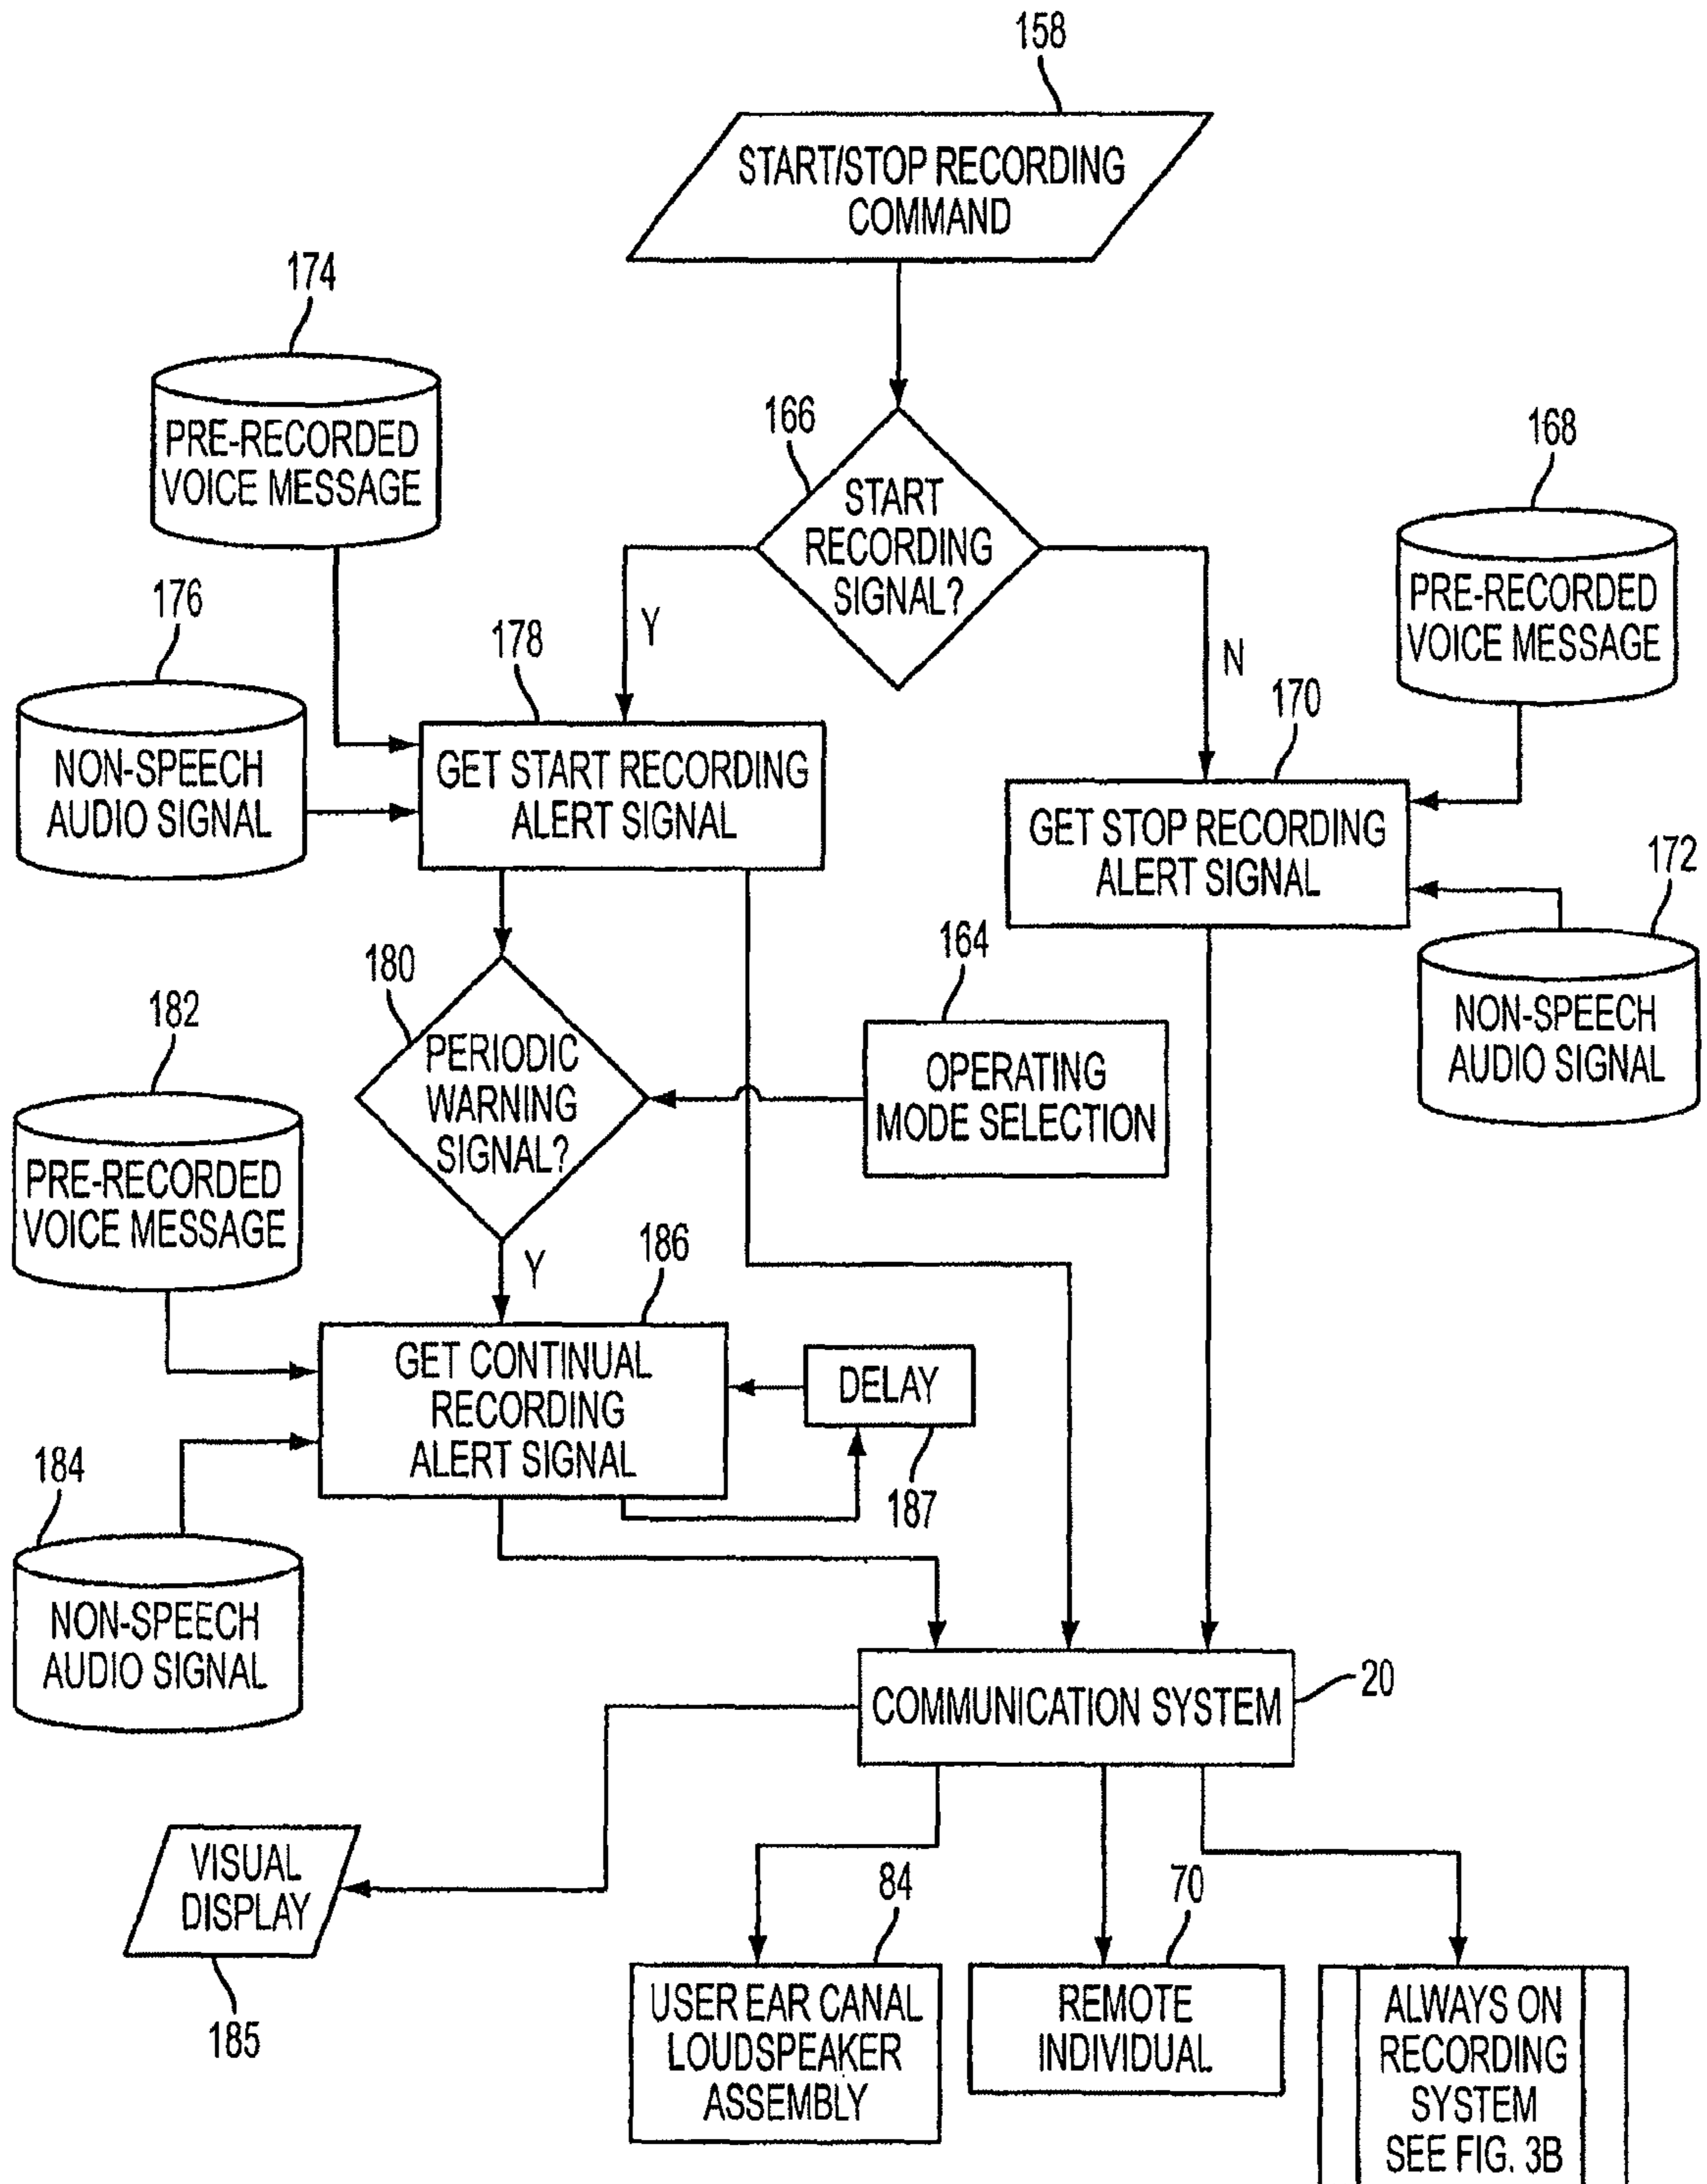 158
START/STOP RECORDING
COMMAND
174
PRE-RECORDED
VOICE MESSAGE
166
START
RECORDING
SIGNAL?
168
PRE-RECORDED
VOICE MESSAGE
176
NON-SPEECH
AUDIO SIGNAL
Y
N
178
GET START RECORDING
ALERT SIGNAL
170
GET STOP RECORDING
ALERT SIGNAL
172
NON-SPEECH
AUDIO SIGNAL
180
PERIODIC
WARNING
SIGNAL?
164
OPERATING
MODE SELECTION
182
PRE-RECORDED
VOICE MESSAGE
Y
186
GET CONTINUAL
RECORDING
ALERT SIGNAL
DELAY
187
184
NON-SPEECH
AUDIO SIGNAL
COMMUNICATION SYSTEM
20
VISUAL
DISPLAY
185
84
USER EAR CANAL
LOUDSPEAKER
ASSEMBLY
70
REMOTE
INDIVIDUAL
ALWAYS ON
RECORDING
SYSTEM
SEE FIG. 3B